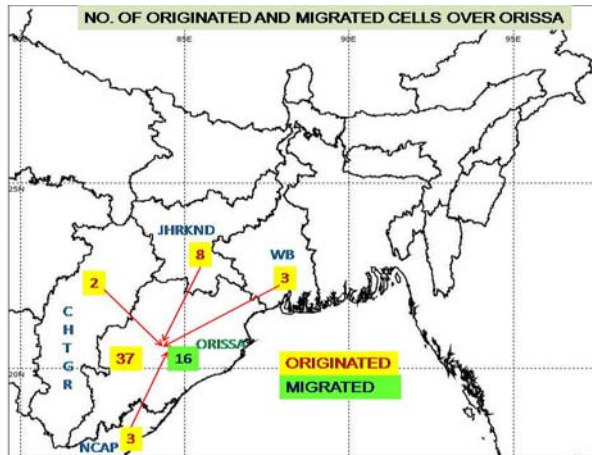 NO. OF ORIGINATED AND MIGRATED CELLS OVER ORISSA
85E
90E
95E
25N
JHRKND
8
WB
3
2
C
H
T
G
R
ORISSA
37
16
20N
ORIGINATED
MIGRATED
3
NCAP